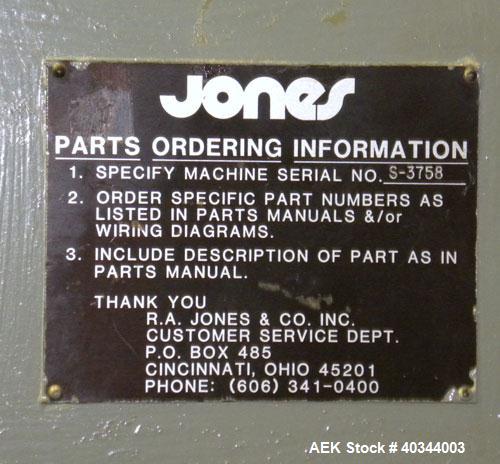 Jones
PARTS ORDERING INFORMATION
1. SPECIFY MACHINE SERIAL NO. S-3758
2. ORDER SPECIFIC PART NUMBERS AS
LISTED IN PARTS MANUALS &/or
WIRING DIAGRAMS.
3. INCLUDE DESCRIPTION OF PART AS IN
PARTS MANUAL.
THANK YOU
R.A. JONES & CO. INC.
CUSTOMER SERVICE DEPT.
P.O. BOX 485
CINCINNATI, OHIO 45201
PHONE: (606) 341-0400
AEK Stock # 40344003